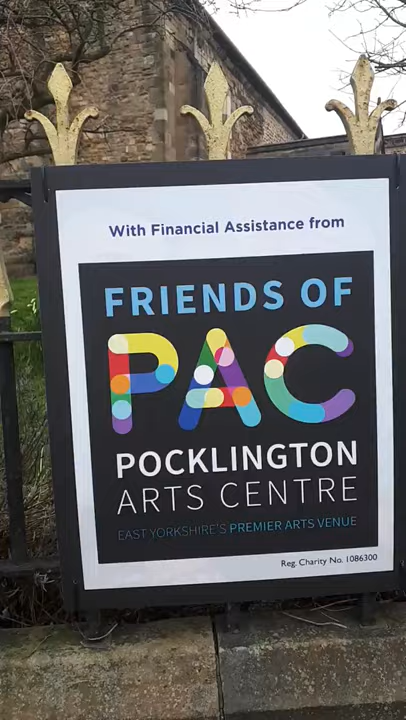 With Financial Assistance from
FRIENDS OF
PAC
POCKLINGTON
ARTS CENTRE
EAST YORKSHIRE'S PREMIER ARTS VENUE
Reg. Charity No. 1086300